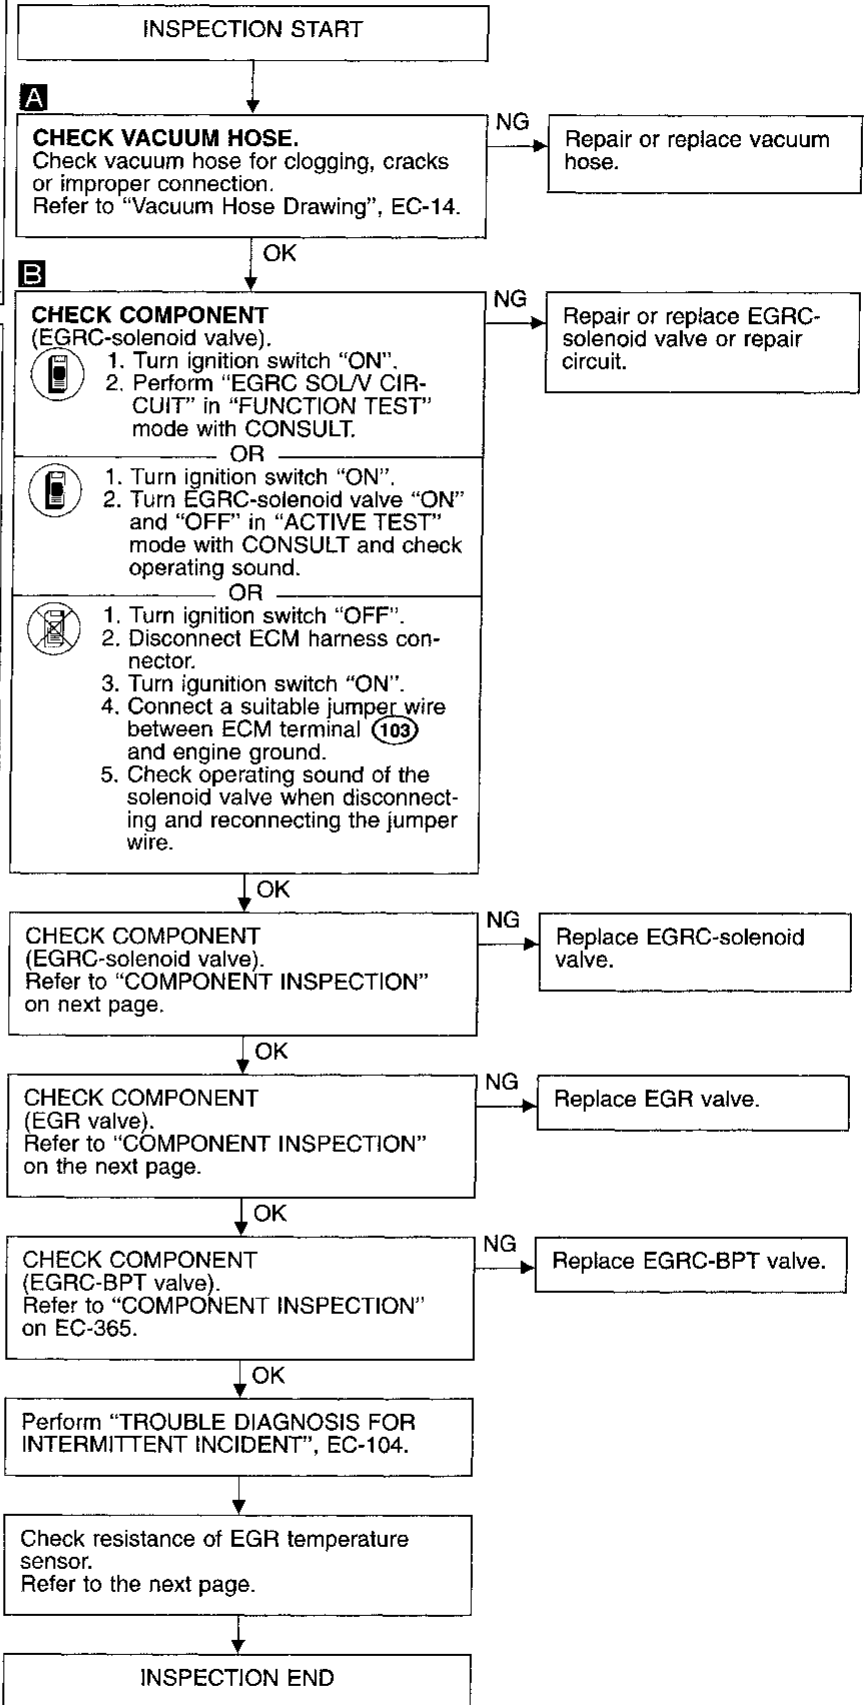 INSPECTION START
A
CHECK VACUUM HOSE.
Check vacuum hose for clogging, cracks
or improper connection.
Refer to “Vacuum Hose Drawing”, EC-14.
NG
Repair or replace vacuum
hose.
OK
B
CHECK COMPONENT
(EGRC-solenoid valve).
1. Turn ignition switch “ON”.
2. Perform “EGRC SOL/V CIR-
CUIT” in “FUNCTION TEST”
mode with CONSULT.
OR
1. Turn ignition switch “ON”.
2. Turn EGRC-solenoid valve “ON”
and “OFF” in “ACTIVE TEST”
mode with CONSULT and check
operating sound.
OR
1. Turn ignition switch “OFF”.
2. Disconnect ECM harness con-
nector.
3. Turn igunition switch “ON”.
4. Connect a suitable jumper wire
between ECM terminal 103
and engine ground.
5. Check operating sound of the
solenoid valve when disconnect-
ing and reconnecting the jumper
wire.
NG
Repair or replace EGRC-
solenoid valve or repair
circuit.
OK
CHECK COMPONENT
(EGRC-solenoid valve).
Refer to “COMPONENT INSPECTION”
on next page.
NG
Replace EGRC-solenoid
valve.
OK
CHECK COMPONENT
(EGR valve).
Refer to “COMPONENT INSPECTION”
on the next page.
NG
Replace EGR valve.
OK
CHECK COMPONENT
(EGRC-BPT valve).
Refer to “COMPONENT INSPECTION”
on EC-365.
NG
Replace EGRC-BPT valve.
OK
Perform “TROUBLE DIAGNOSIS FOR
INTERMITTENT INCIDENT”, EC-104.
Check resistance of EGR temperature
sensor.
Refer to the next page.
INSPECTION END